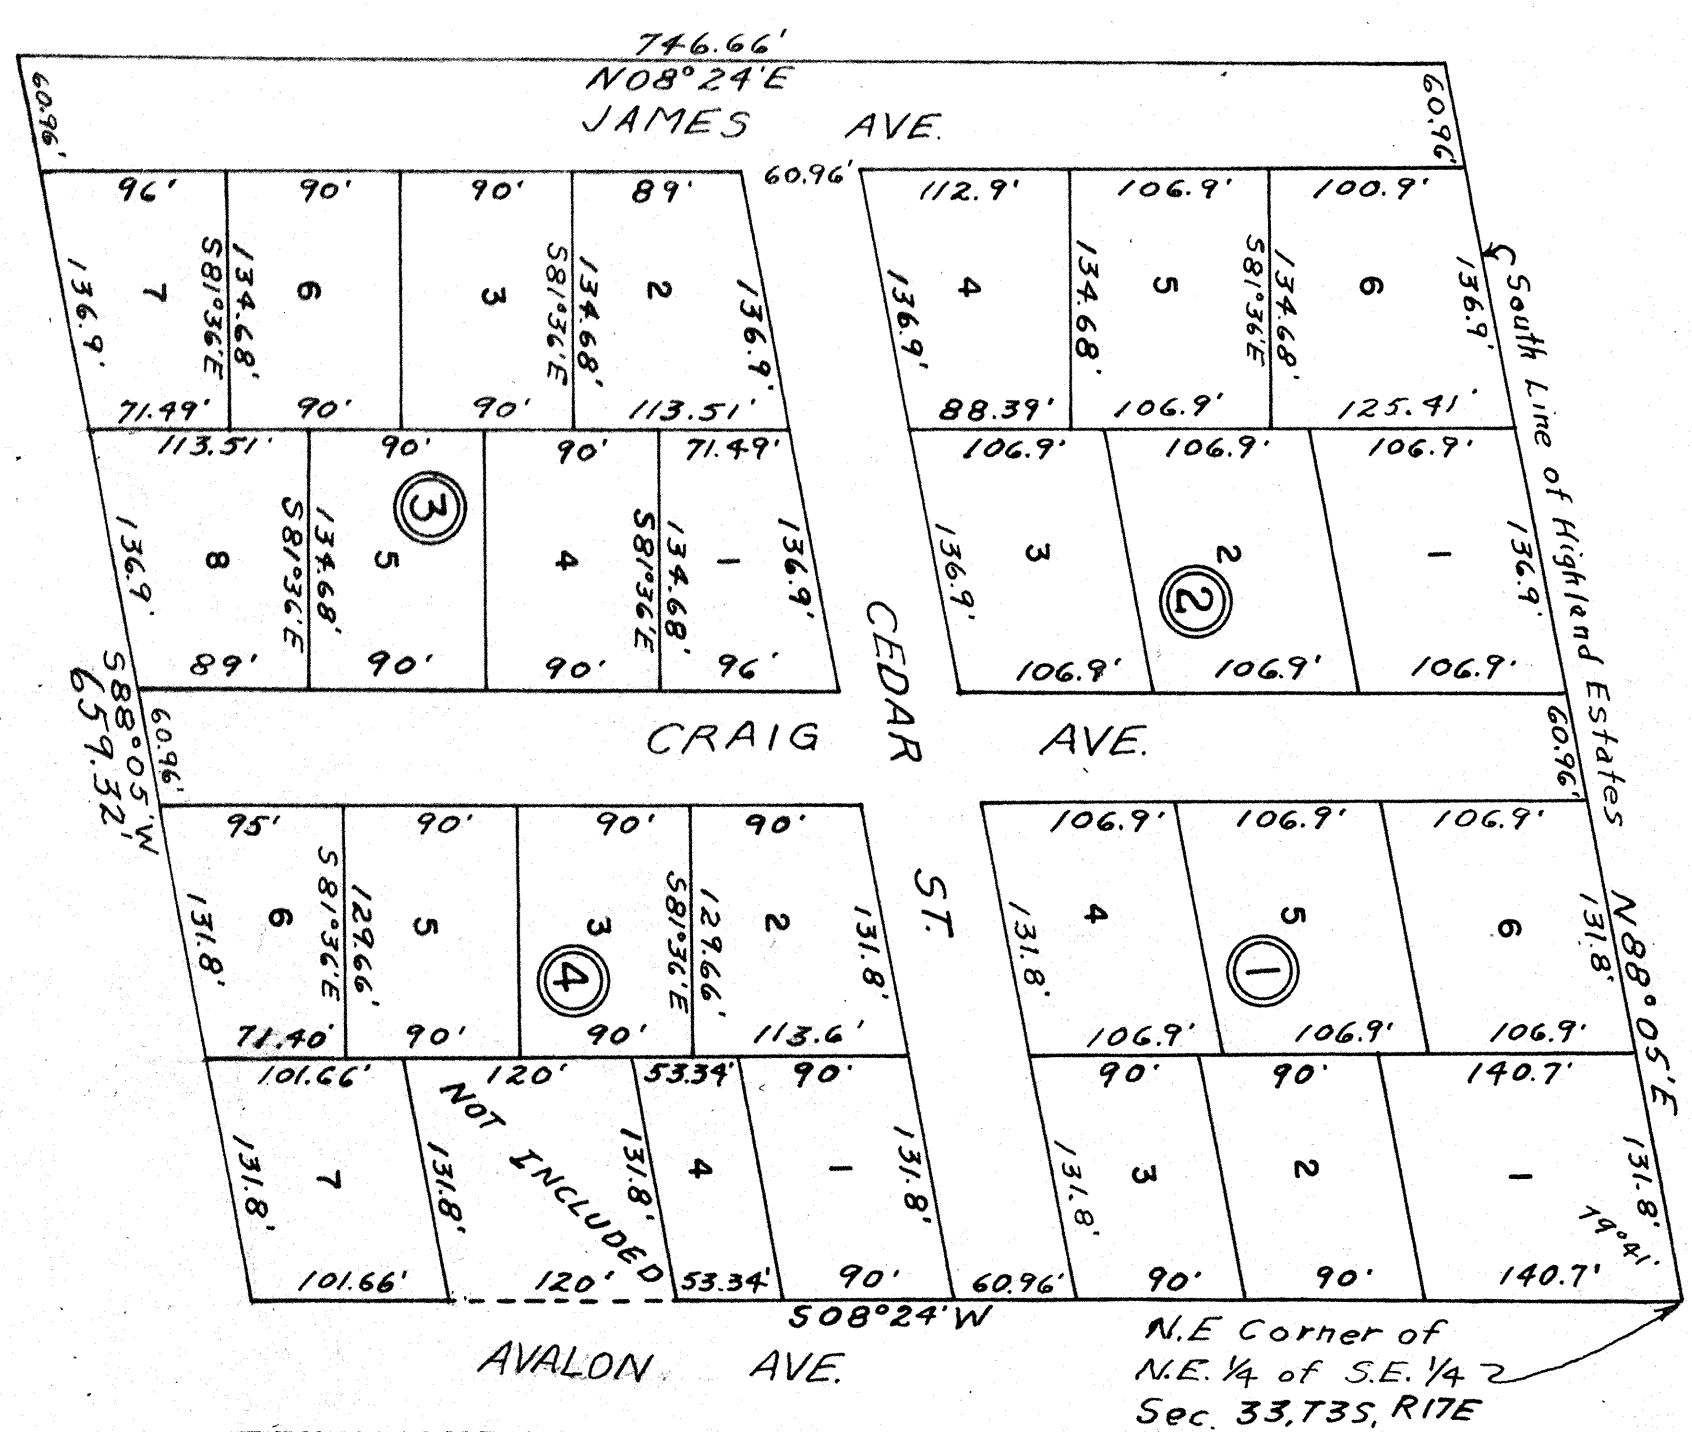 746.66'
N08°24'E
JAMES AVE.
60.96'
60.96'
60.96'
96' 90' 90' 89'
112.9' 106.9' 100.9'
136.9'
7
S81°36'E
134.68'
6
3
S81°36'E
134.68'
2
136.9'
136.9'
4
134.68'
5
S81°36'E
134.68'
6
136.9'
71.49' 90' 90' 113.51'
88.39' 106.9' 125.41'
113.51' 90' 90' 71.49'
106.9' 106.9' 106.9'
136.9'
8
S81°36'E
134.68'
5
3
4
S81°36'E
134.68'
1
136.9'
136.9'
3
2
2
1
136.9'
89' 90' 90' 96'
106.9' 106.9' 106.9'
South Line of Highland Estates
N88°05'E
S88°05'W
659.32'
60.96'
CRAIG AVE.
60.96'
CEDAR ST.
95' 90' 90' 90'
106.9' 106.9' 106.9'
131.8'
6
S81°36'E
129.66'
5
3
4
S81°36'E
129.66'
2
131.8'
131.8'
4
5
1
6
131.8'
71.40' 90' 90' 113.6'
106.9' 106.9' 106.9'
101.66' 120' 53.34' 90'
90' 90' 140.7'
131.8'
7
131.8'
NOT INCLUDED
131.8'
4
1
131.8'
131.8'
3
2
1
131.8'
79°41'
101.66' 120' 53.34' 90' 60.96' 90' 90' 140.7'
S08°24'W
AVALON AVE.
N.E Corner of
N.E. 1/4 of S.E. 1/4
Sec. 33, T3S, R17E